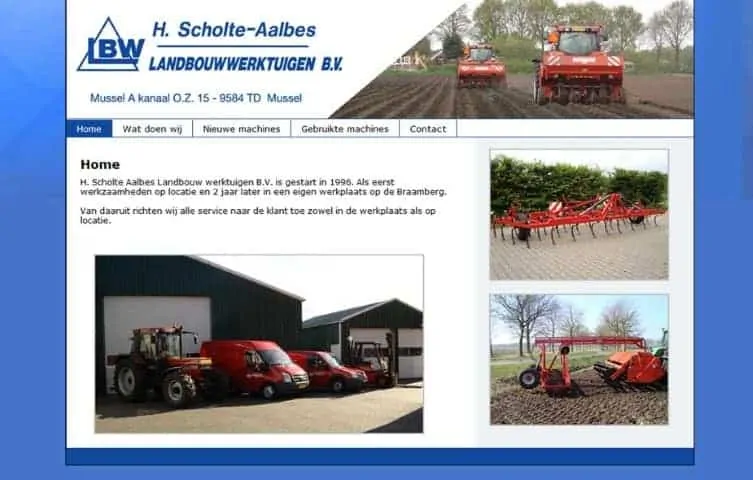 LBW
H. Scholte-Aalbes
LANDBOUWWERKTUIGEN B.V.
Mussel A kanaal O.Z. 15 - 9584 TD Mussel
Home
Wat doen wij
Nieuwe machines
Gebruikte machines
Contact
Home
H. Scholte Aalbes Landbouw werktuigen B.V. is gestart in 1996. Als eerst
werkzaamheden op locatie en 2 jaar later in een eigen werkplaats op de Braamberg.
Van daaruit richten wij alle service naar de klant toe zowel in de werkplaats als op
locatie.